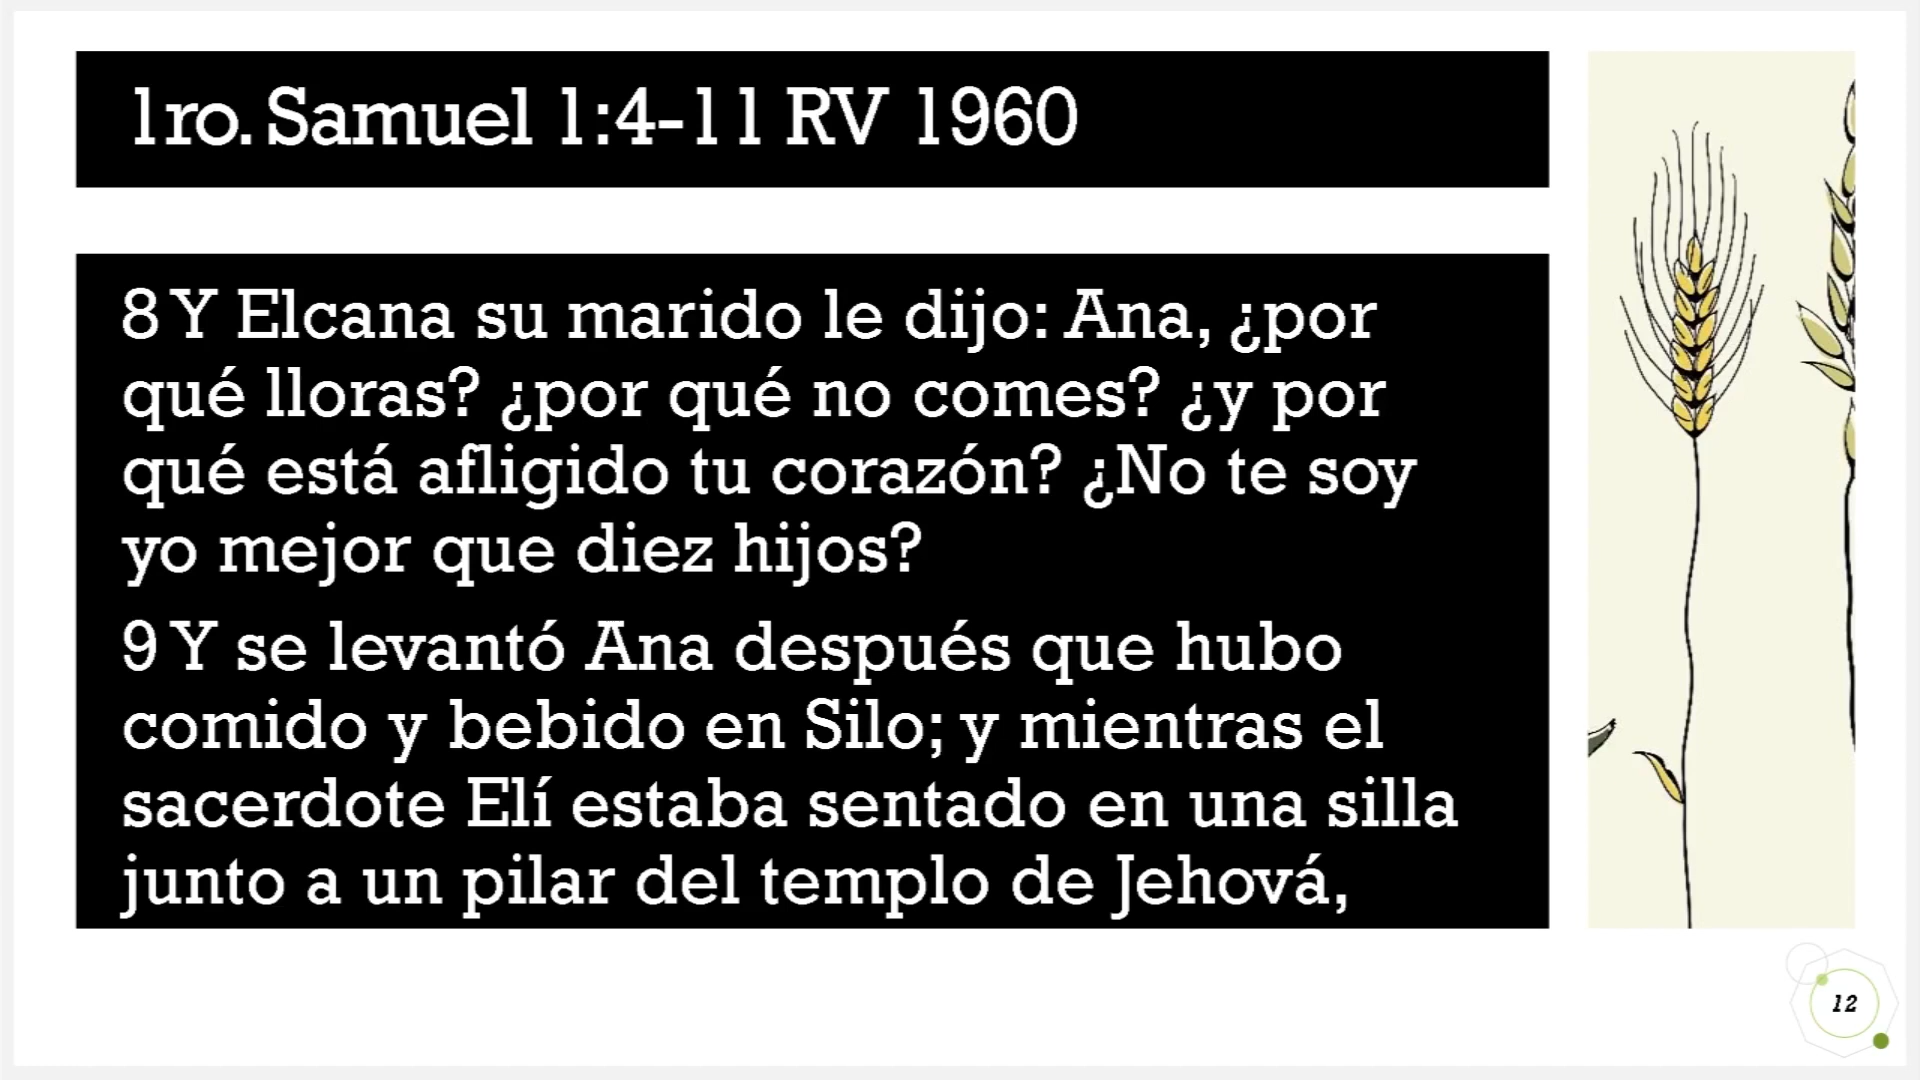 1ro. Samuel 1:4-11 RV 1960
8 Y Elcana su marido le dijo: Ana, ¿por
qué lloras? ¿por qué no comes? ¿y por
qué está afligido tu corazón? ¿No te soy
yo mejor que diez hijos?
9 Y se levantó Ana después que hubo
comido y bebido en Silo; y mientras el
sacerdote Elí estaba sentado en una silla
junto a un pilar del templo de Jehová,
12